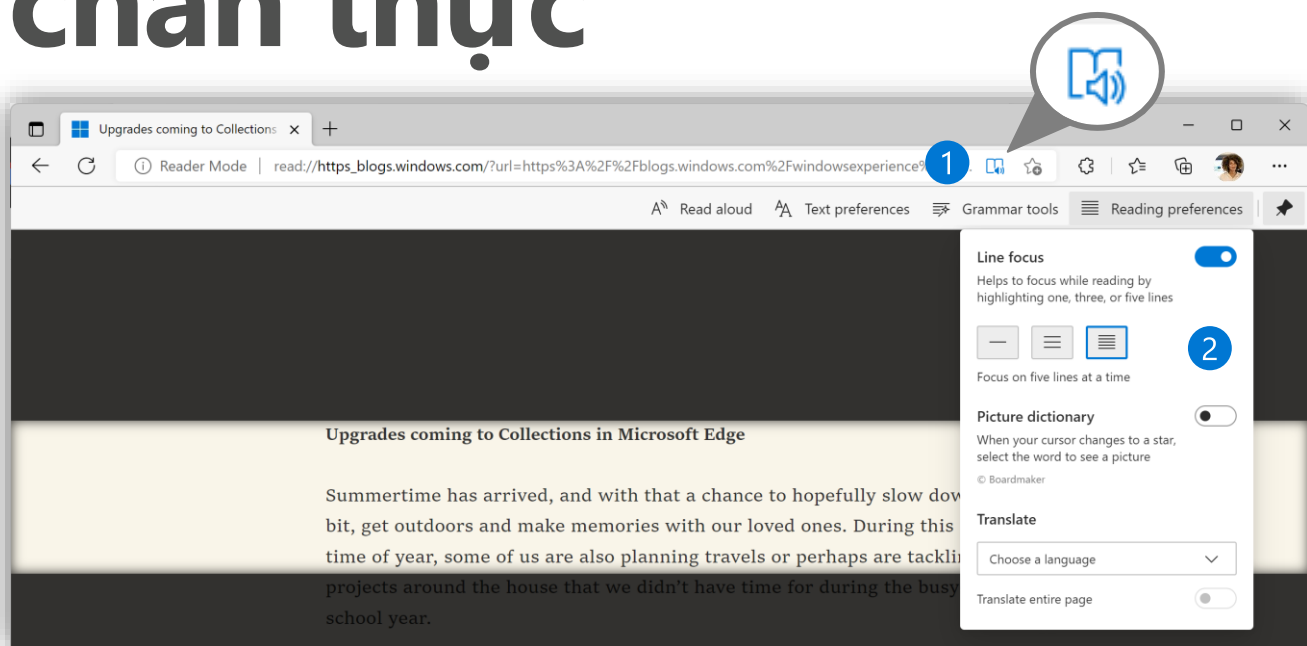 chân thực
Upgrades coming to Collections
Reader Mode | read://https_blogs.windows.com/?url=https%3A%2F%2Fblogs.windows.com%2Fwindowsexperience%
1
Read aloud Text preferences Grammar tools Reading preferences
Line focus
Helps to focus while reading by
highlighting one, three, or five lines
2
Focus on five lines at a time
Picture dictionary
When your cursor changes to a star,
select the word to see a picture
© Boardmaker
Translate
Choose a language
Translate entire page
Upgrades coming to Collections in Microsoft Edge
Summertime has arrived, and with that a chance to hopefully slow
bit, get outdoors and make memories with our loved ones. During this
time of year, some of us are also planning travels or perhaps are
projects around the house that we didn't have time for during the busy
school year.